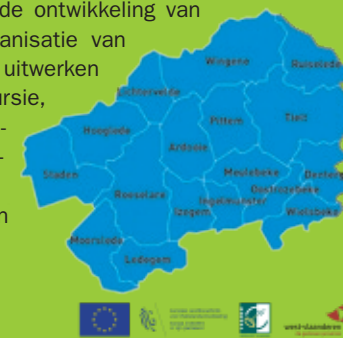 de ontwikkeling van
anisatie van
uitwerken
rsie,
-
-
n
Wingene
Ruiselede
Lichtervelde
Pittem
Tielt
Hooglede
Ardooie
Staden
Meulebeke
Dentergem
Oostrozebeke
Roeselare
Ingelmunster
Izegem
Wielsbeke
Moorslede
Ledegem
west-vlaanderen